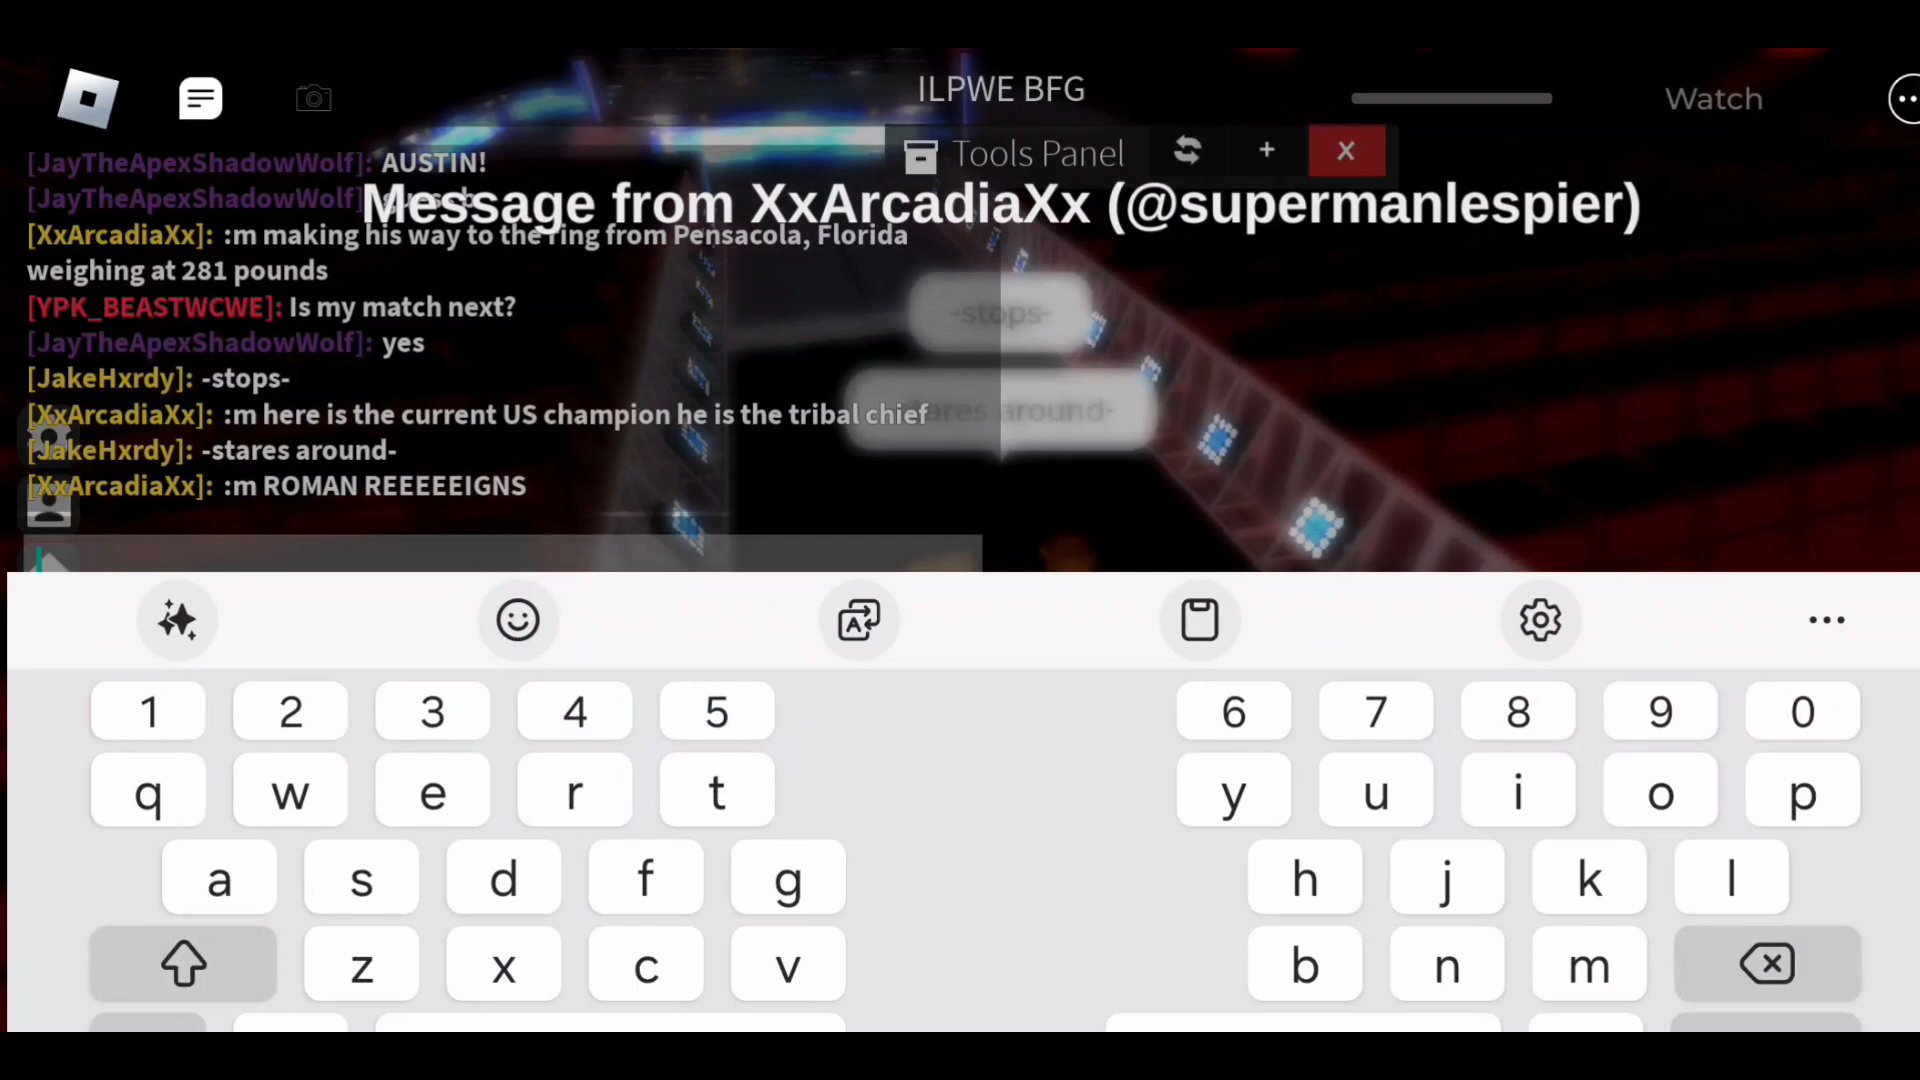 ILPWE BFG
Watch
Tools Panel
+
X
Message from XxArcadiaXx (@supermanlespier)
[JayTheApexShadowWolf]: AUSTIN!
[JayTheApexShadowWolf]:
[XxArcadiaXx]: :m making his way to the ring from Pensacola, Florida
weighing at 281 pounds
[YPK_BEASTWCWE]: Is my match next?
[JayTheApexShadowWolf]: yes
[JakeHxrdy]: -stops-
[XxArcadiaXx]: :m here is the current US champion he is the tribal chief
[JakeHxrdy]: -stares around-
[XxArcadiaXx]: :m ROMAN REEEEEIGNS
-stops-
around-
1 2 3 4 5 6 7 8 9 0
q w e r t y u i o p
a s d f g h j k l
z x c v b n m